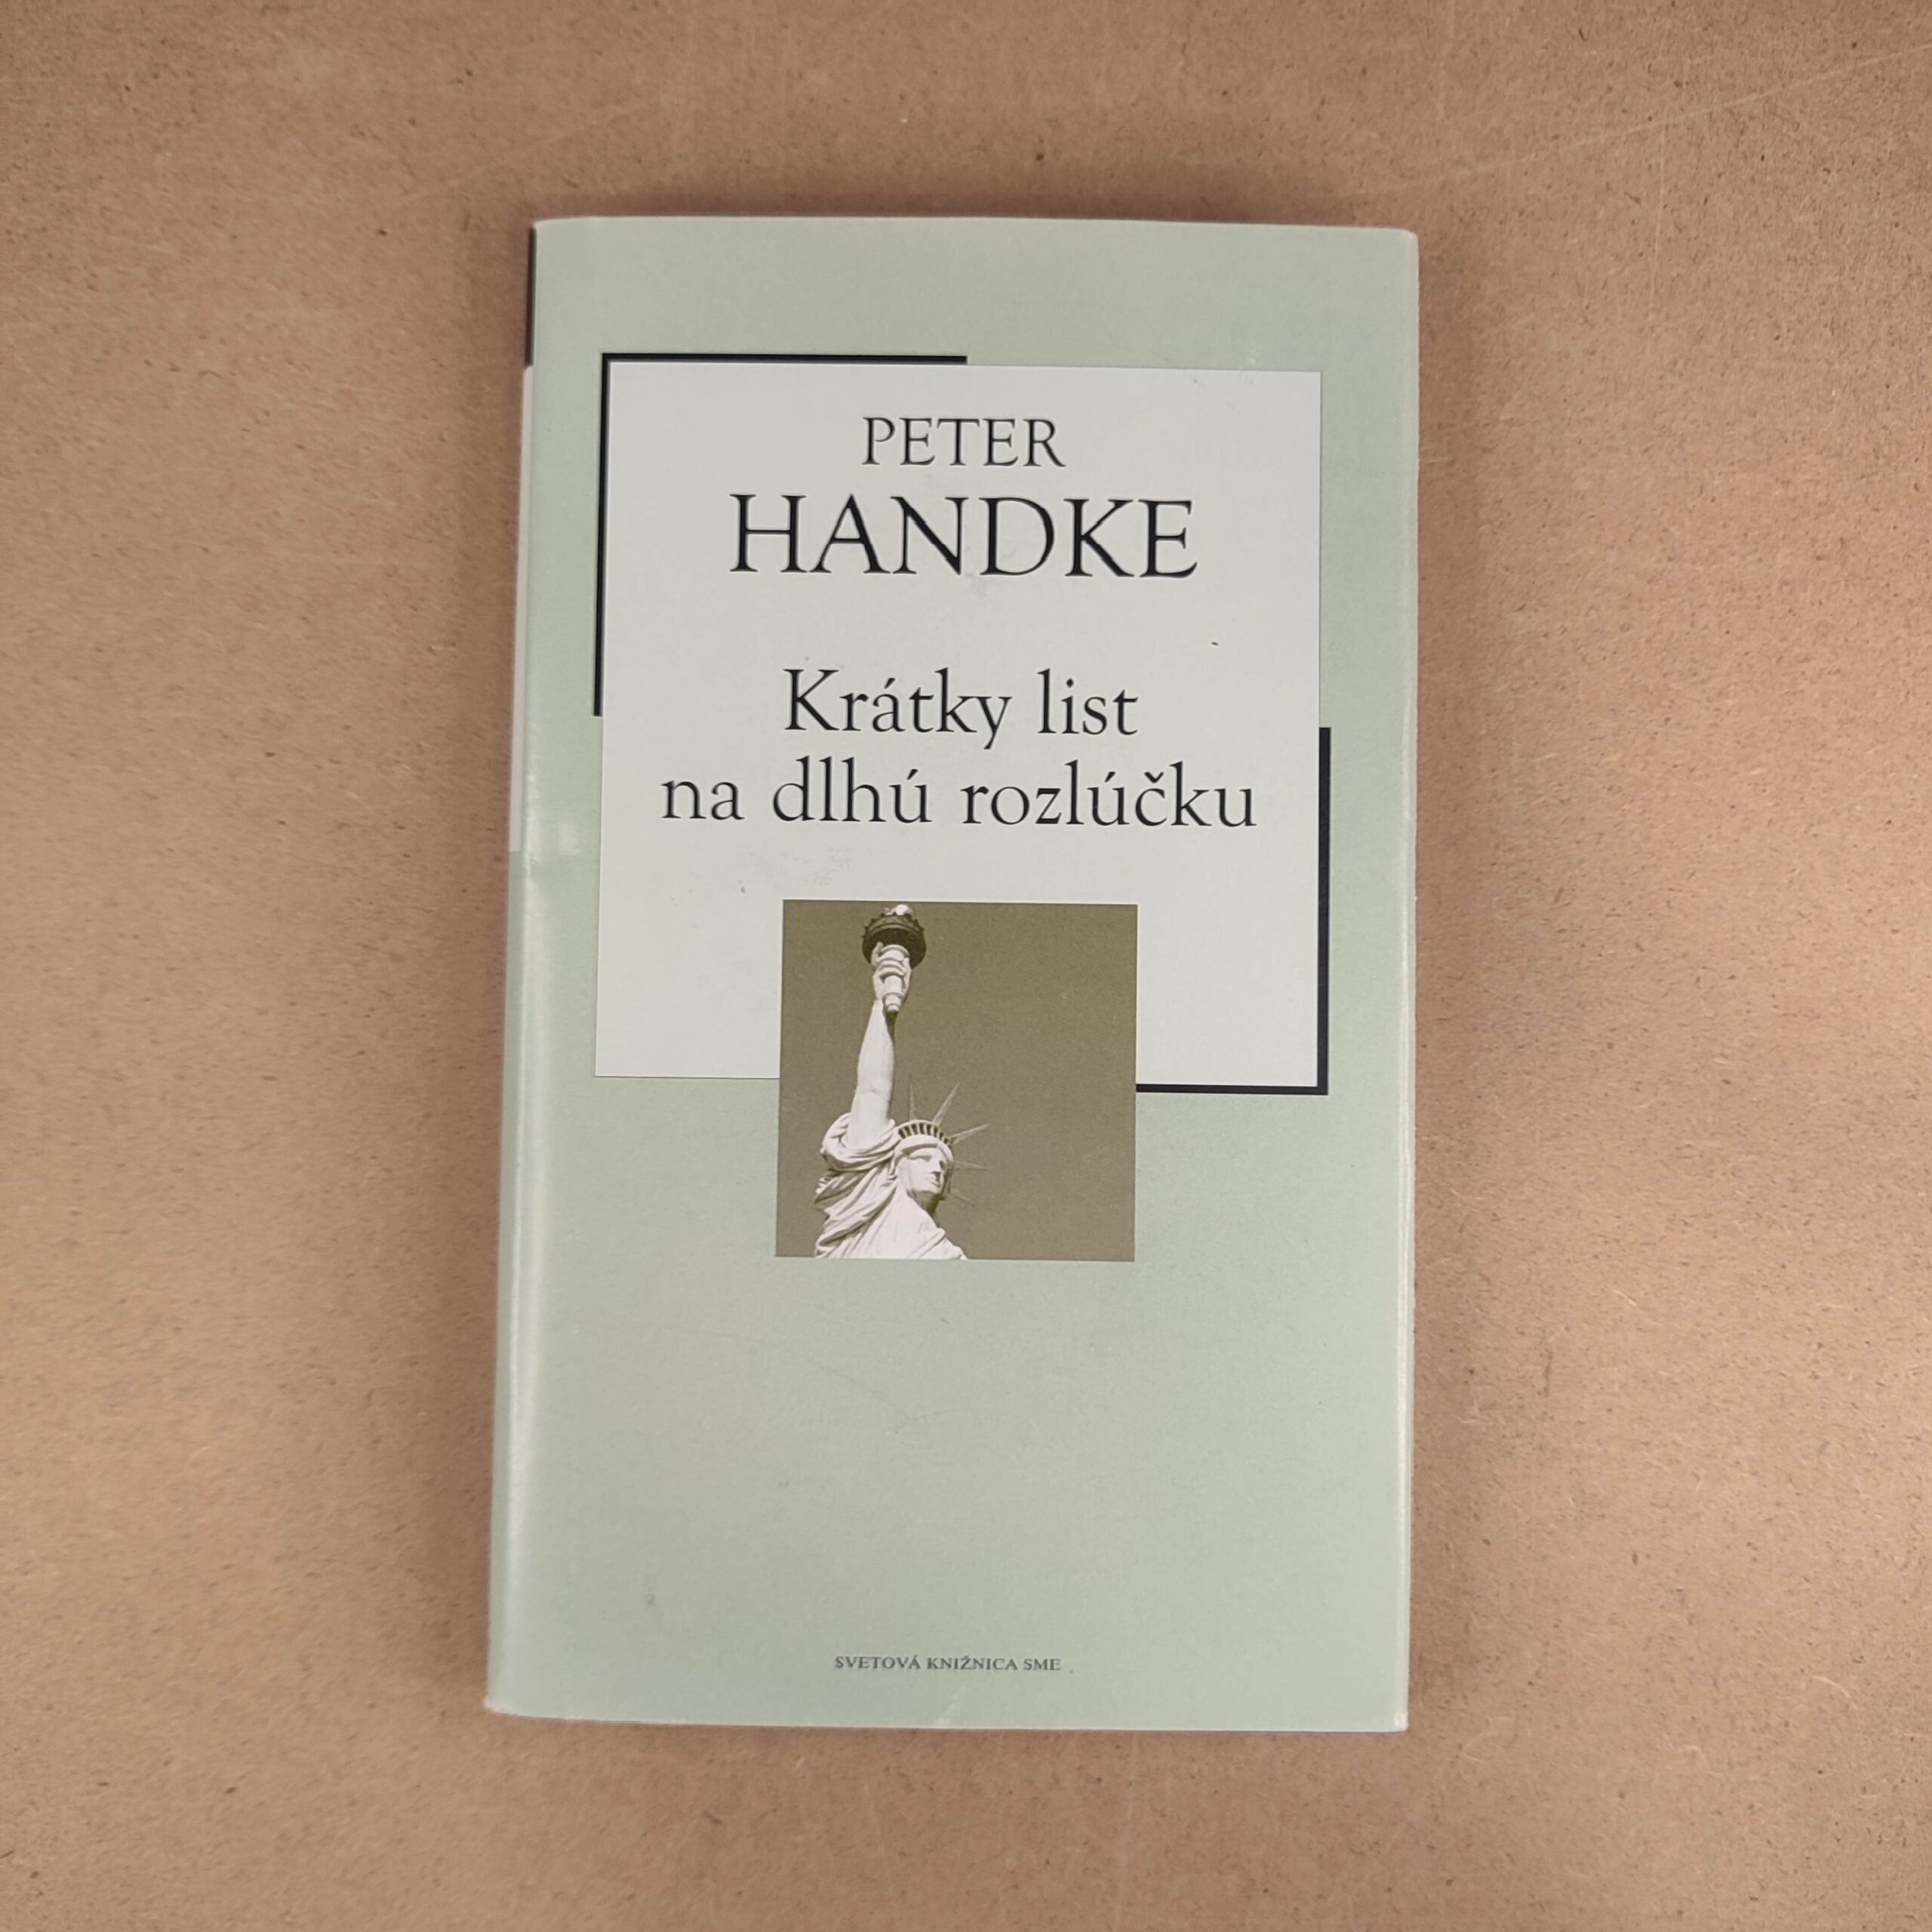 PETER
HANDKE
Krátky list
na dlhú rozlúčku
SVETOVÁ KNIŽNICA SME